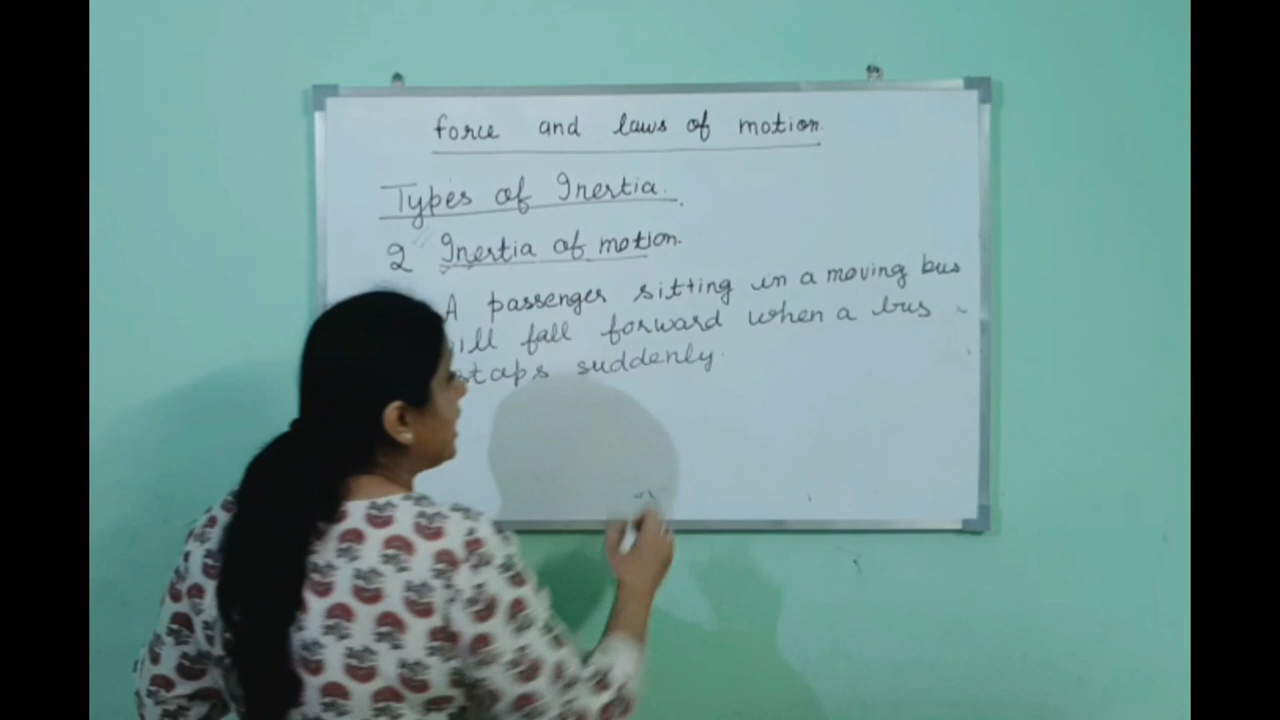 force and laws of motion.
Types of Inertia.
2 Inertia of motion.
A passenger sitting in a moving bus
fall forward when a bus
staps suddenly.